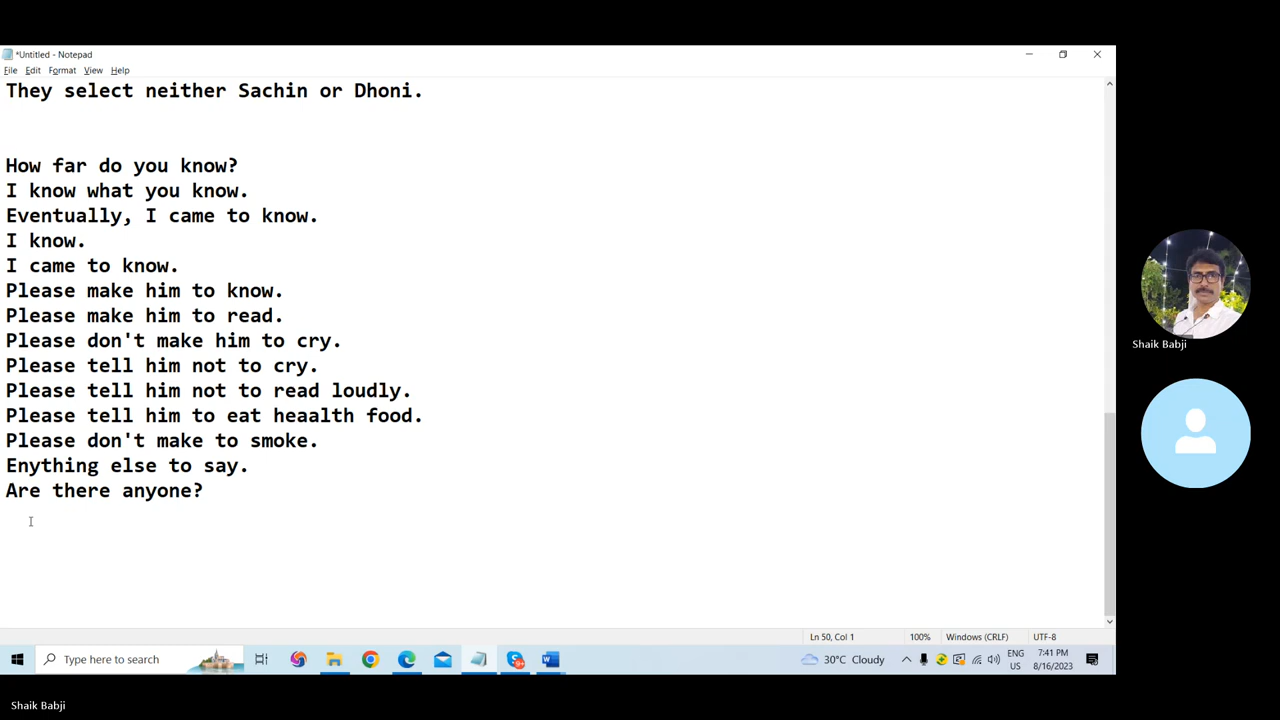 *Untitled - Notepad
File Edit Format View Help
They select neither Sachin or Dhoni.
How far do you know?
I know what you know.
Eventually, I came to know.
I know.
I came to know.
Please make him to know.
Please make him to read.
Please don't make him to cry.
Please tell him not to cry.
Please tell him not to read loudly.
Please tell him to eat heaalth food.
Please don't make to smoke.
Enything else to say.
Are there anyone?
Shaik Babji
Ln 50, Col 1 100% Windows (CRLF) UTF-8
Type here to search 30°C Cloudy ENG US 7:41 PM 8/16/2023
Shaik Babji